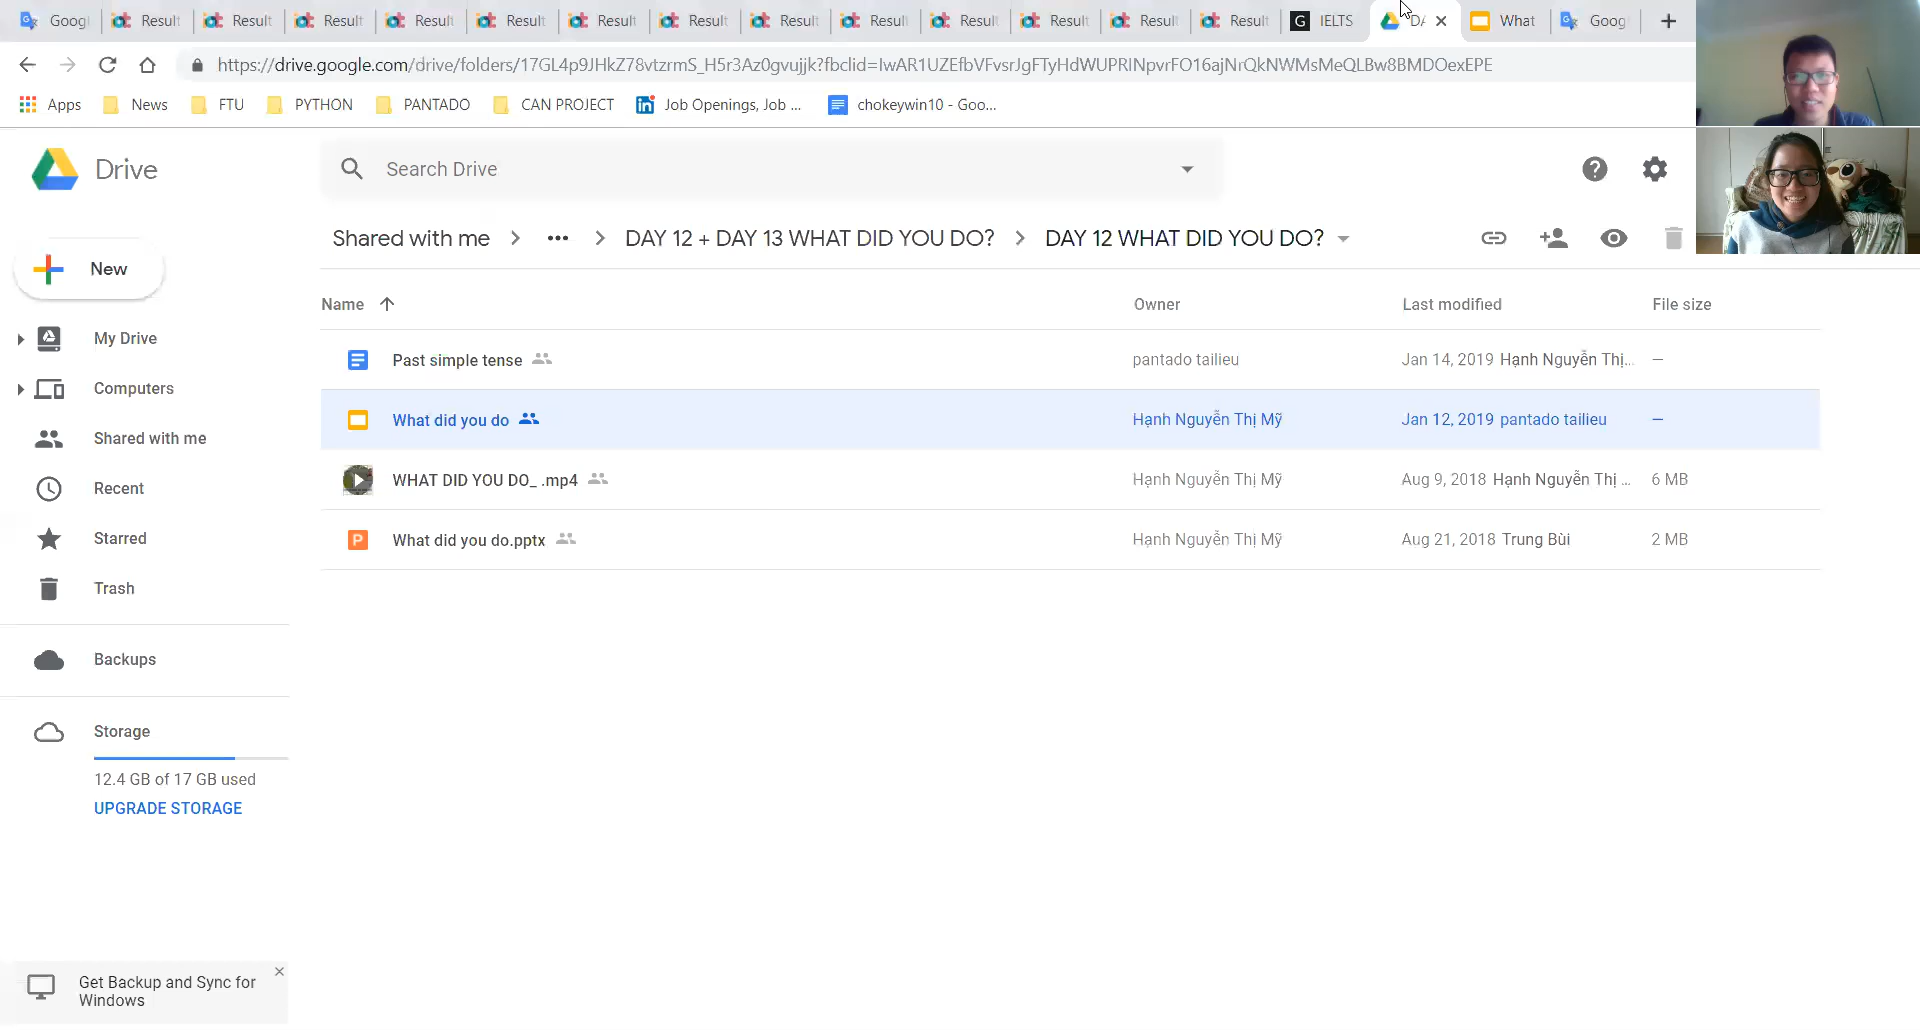 Googl Result Result Result Result Result Result Result Result Result Result Result Result Result IELTS DA What Goog
https://drive.google.com/drive/folders/17GL4p9JHkZ78vtzrmS_H5r3Az0gvujjk?fbclid=IwAR1UZEfbVFvsrJgFTyHdWUPRINpvrFO16ajNrQkNWMsMeQLBw8BMDOexEPE
Apps News FTU PYTHON PANTADO CAN PROJECT Job Openings, Job ... chokeywin10 - Goo...
Drive
Search Drive
Shared with me ••• DAY 12 + DAY 13 WHAT DID YOU DO? DAY 12 WHAT DID YOU DO?
New
Name Owner Last modified File size
My Drive
Computers
Shared with me
Recent
Starred
Trash
Backups
Storage
12.4 GB of 17 GB used
UPGRADE STORAGE
Past simple tense pantado tailieu Jan 14, 2019 Hạnh Nguyễn Thị... —
What did you do Hạnh Nguyễn Thị Mỹ Jan 12, 2019 pantado tailieu —
WHAT DID YOU DO_ .mp4 Hạnh Nguyễn Thị Mỹ Aug 9, 2018 Hạnh Nguyễn Thị ... 6 MB
What did you do.pptx Hạnh Nguyễn Thị Mỹ Aug 21, 2018 Trung Bùi 2 MB
Get Backup and Sync for
Windows